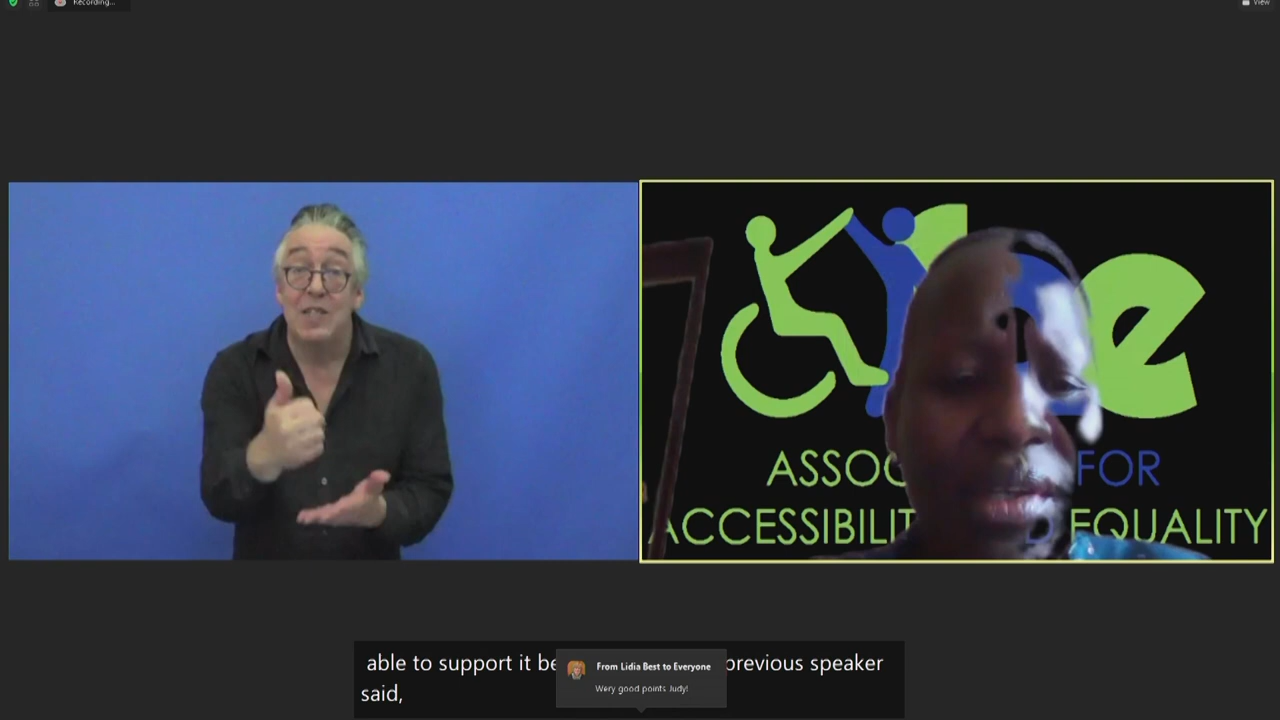 Recording...
View
ASSOC FOR
ACCESSIBILIT D EQUALITY
able to support it be previous speaker
said,
From Lidia Best to Everyone
Wery good points Judy!